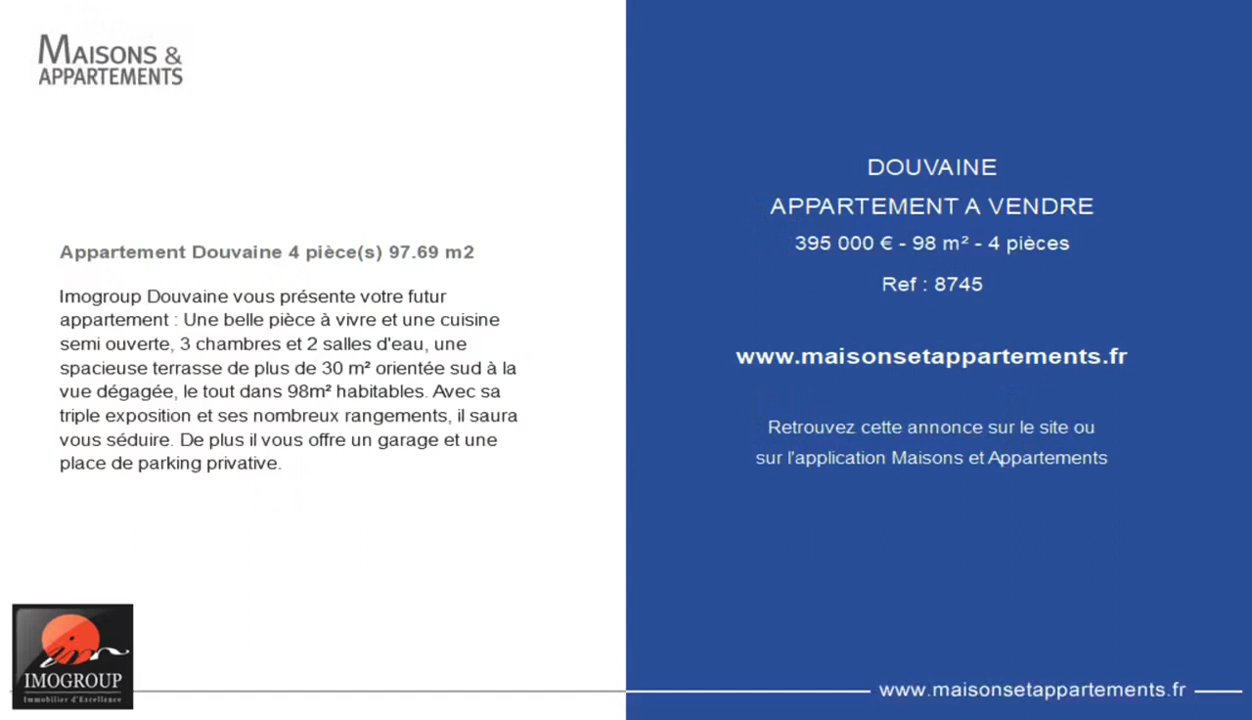 MAISONS &
APPARTEMENTS
Appartement Douvaine 4 pièce(s) 97.69 m2
Imogroup Douvaine vous présente votre futur
appartement : Une belle pièce à vivre et une cuisine
semi ouverte, 3 chambres et 2 salles d'eau, une
spacieuse terrasse de plus de 30 m² orientée sud à la
vue dégagée, le tout dans 98m² habitables. Avec sa
triple exposition et ses nombreux rangements, il saura
vous séduire. De plus il vous offre un garage et une
place de parking privative.
IMOGROUP
Immobilier d'Excellence
DOUVAINE
APPARTEMENT A VENDRE
395 000 € - 98 m² - 4 pièces
Ref : 8745
www.maisonsetappartements.fr
Retrouvez cette annonce sur le site ou
sur l'application Maisons et Appartements
www.maisonsetappartements.fr